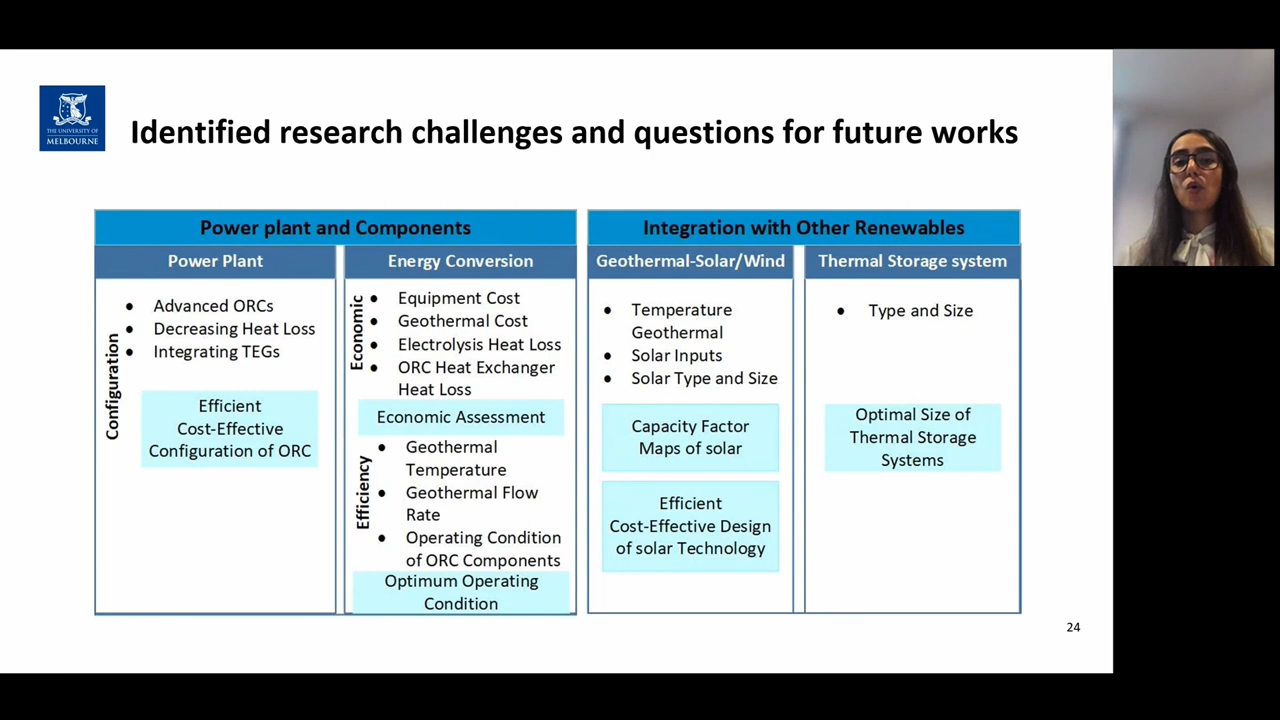 THE UNIVERSITY OF
MELBOURNE
Identified research challenges and questions for future works
Power plant and Components
Power Plant
Configuration
• Advanced ORCs
• Decreasing Heat Loss
• Integrating TEGs
Efficient
Cost-Effective
Configuration of ORC
Energy Conversion
Economic
• Equipment Cost
• Geothermal Cost
• Electrolysis Heat Loss
• ORC Heat Exchanger
Heat Loss
Economic Assessment
Efficiency
• Geothermal
Temperature
• Geothermal Flow
Rate
• Operating Condition
of ORC Components
Optimum Operating
Condition
Integration with Other Renewables
Geothermal-Solar/Wind
• Temperature
Geothermal
• Solar Inputs
• Solar Type and Size
Capacity Factor
Maps of solar
Efficient
Cost-Effective Design
of solar Technology
Thermal Storage system
• Type and Size
Optimal Size of
Thermal Storage
Systems
24